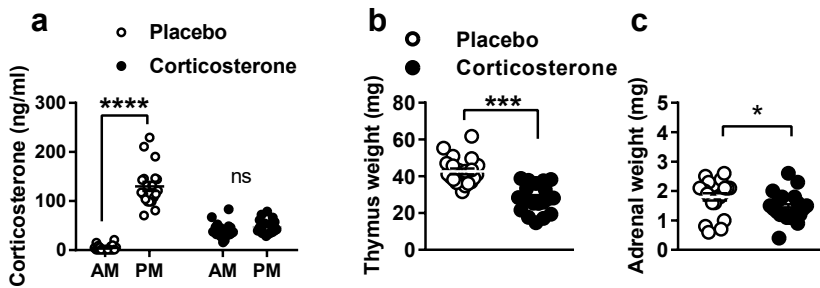 a
Placebo
Corticosterone
Corticosterone (ng/ml)
300
200
100
0
****
ns
AM PM AM PM
b
Placebo
Corticosterone
Thymus weight (mg)
80
60
40
20
0
***
c
Adrenal weight (mg)
5
4
3
2
1
0
*